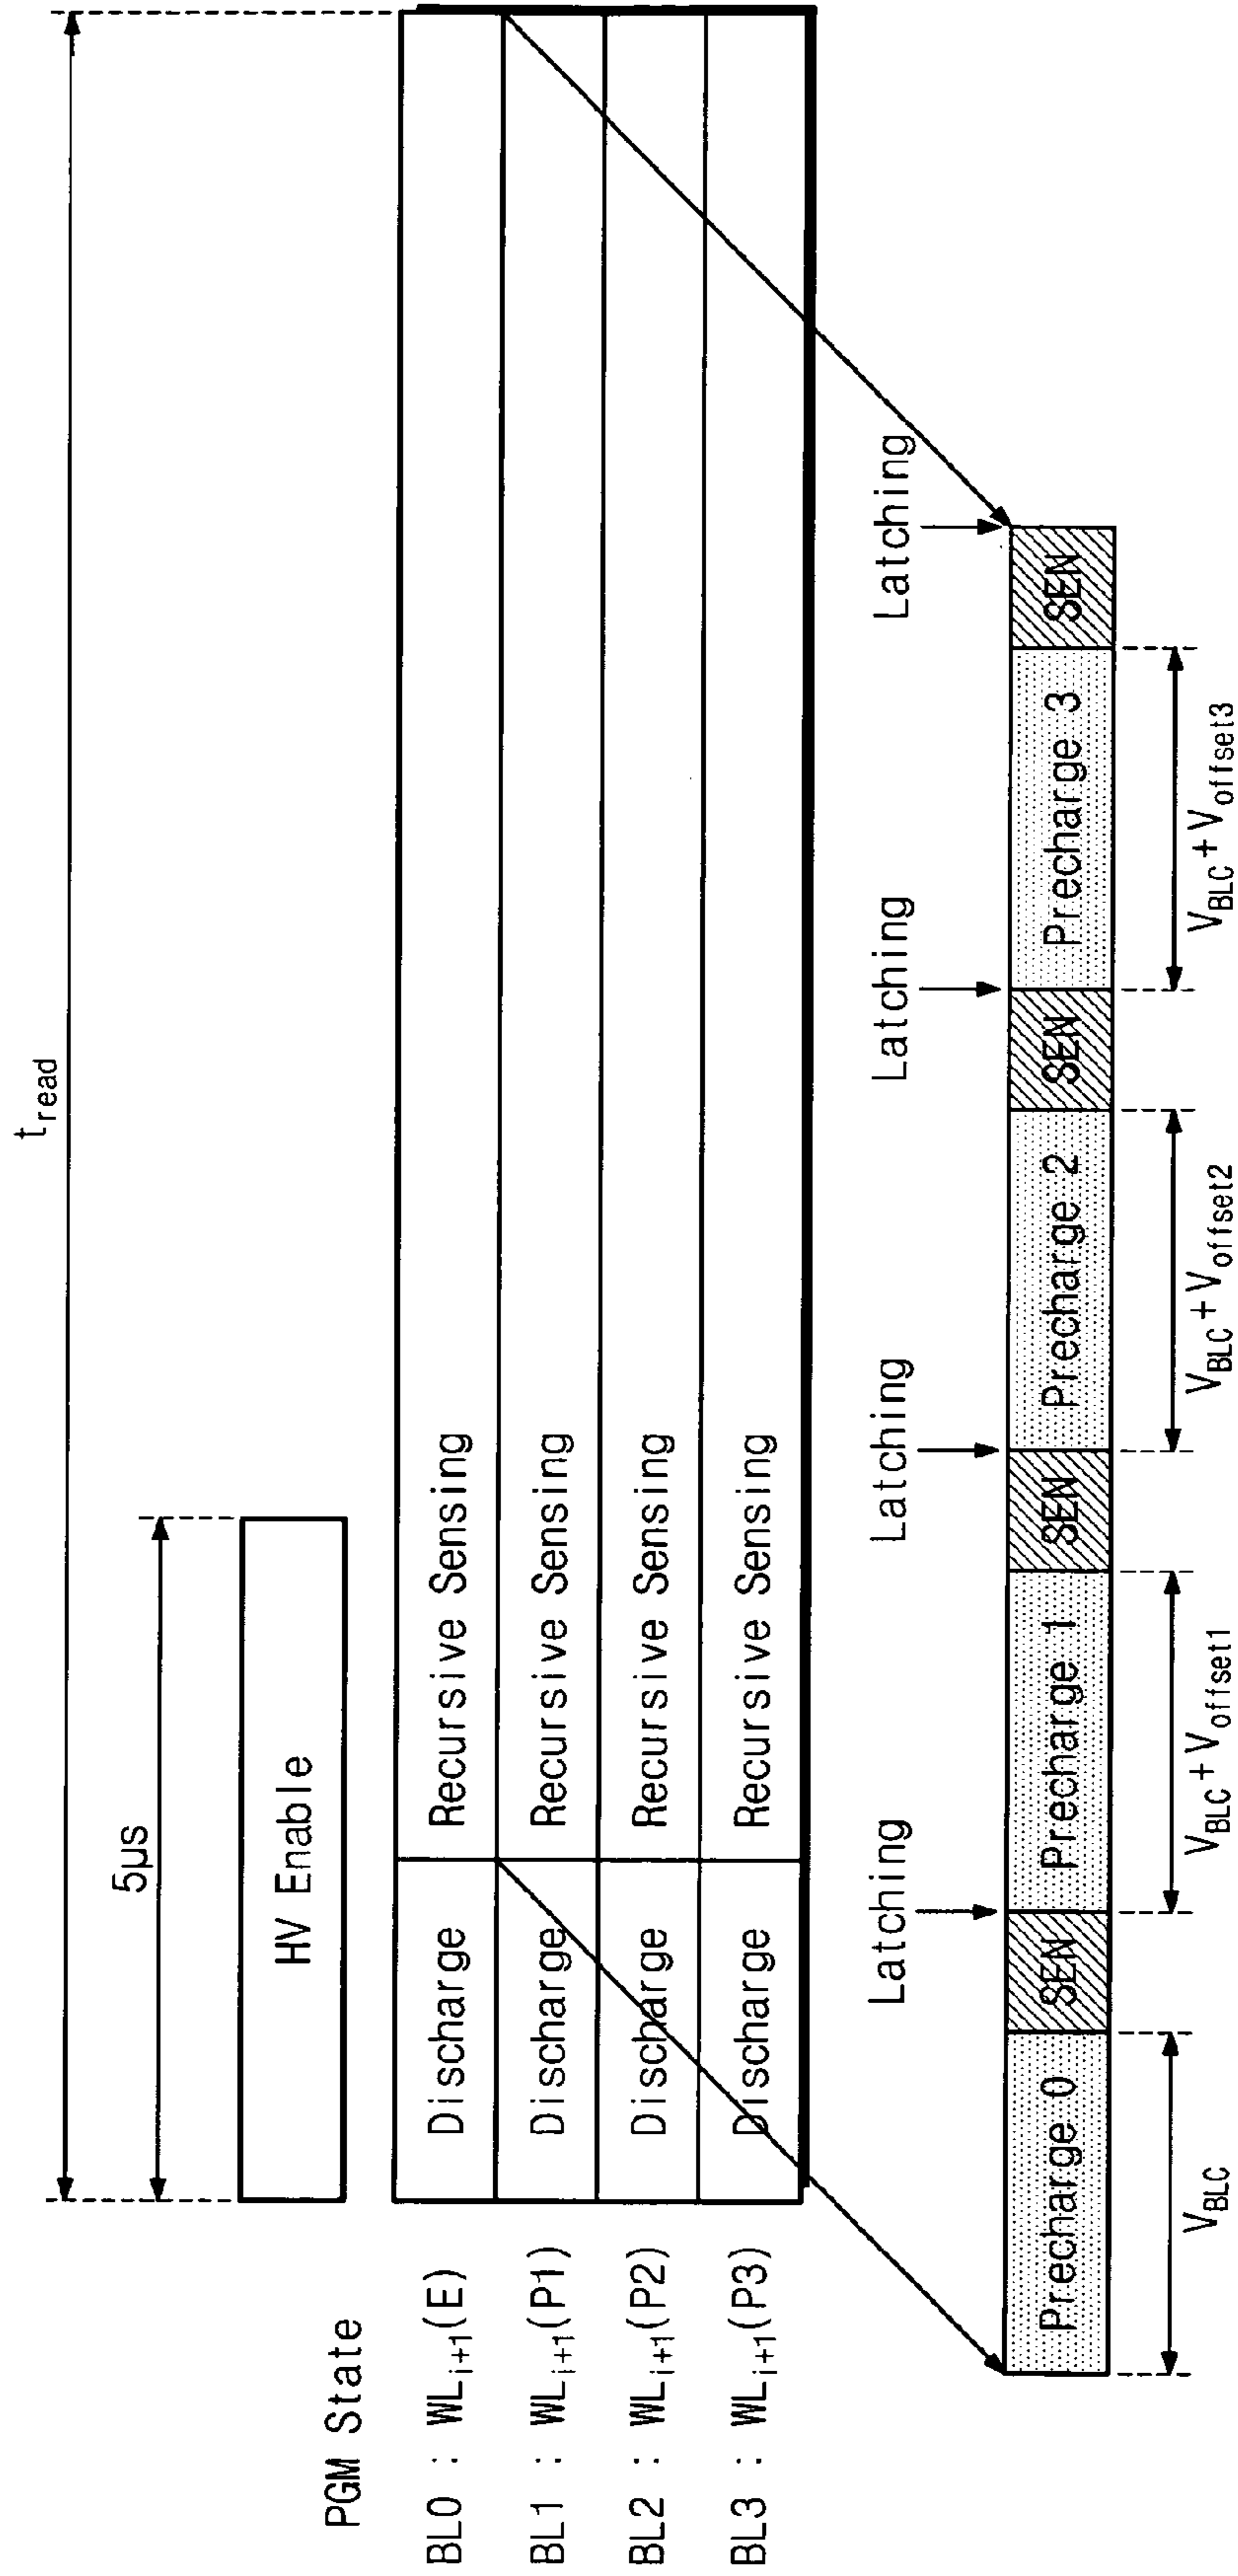 t_read
5µs
HV Enable
PGM State
BL0 : WL_i+1(E) Discharge Recursive Sensing
BL1 : WL_i+1(P1) Discharge Recursive Sensing
BL2 : WL_i+1(P2) Discharge Recursive Sensing
BL3 : WL_i+1(P3) Discharge Recursive Sensing
Latching Latching Latching Latching
Precharge 0 SEN Precharge 1 SEN Precharge 2 SEN Precharge 3 SEN
V_BLC V_BLC + V_offset1 V_BLC + V_offset2 V_BLC + V_offset3